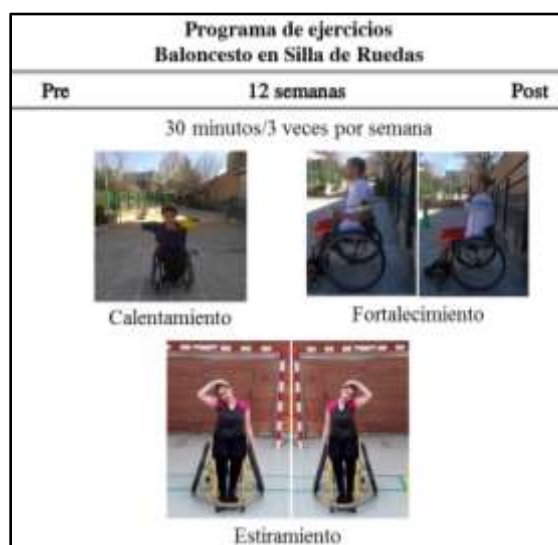 Programa de ejercicios
Baloncesto en Silla de Ruedas
Pre 12 semanas Post
30 minutos/3 veces por semana
Calentamiento Fortalecimiento
Estiramiento